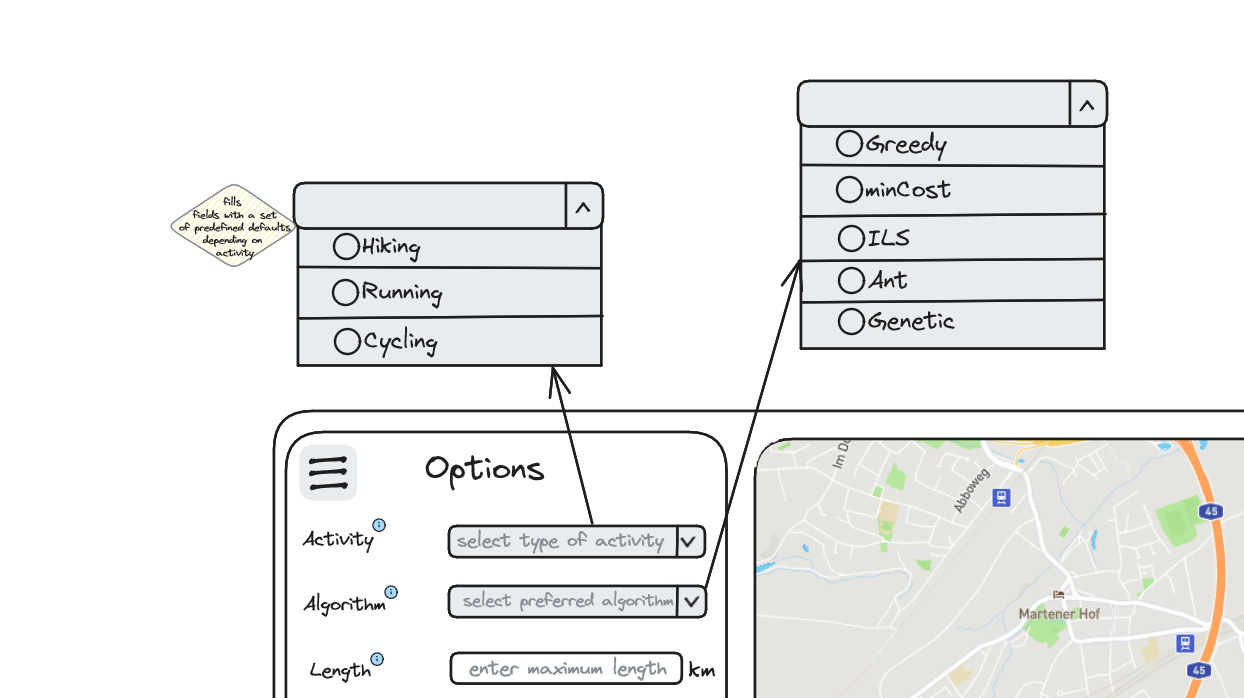 Greedy
minCost
ILS
Ant
Genetic
fills
fields with a set
of predefined defaults
depending on
activity
Hiking
Running
Cycling
Options
Activity
select type of activity
Algorithm
select preferred algorithm
Length
enter maximum length
km
Im
Abboweg
45
Martener Hof
45